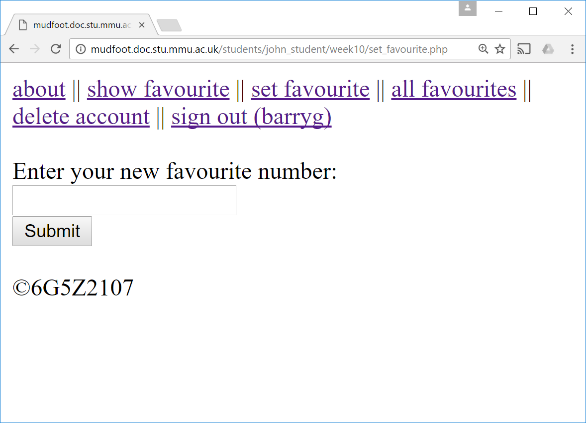 mudfoot.doc.stu.mmu.ac
mudfoot.doc.stu.mmu.ac.uk/students/john_student/week10/set_favourite.php
about || show favourite || set favourite || all favourites ||
delete account || sign out (barryg)
Enter your new favourite number:
Submit
©6G5Z2107